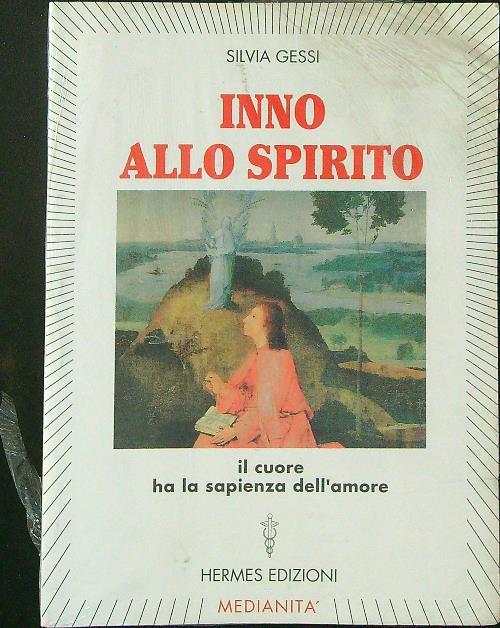 SILVIA GESSI
INNO
ALLO SPIRITO
il cuore
ha la sapienza dell'amore
HERMES EDIZIONI
MEDIANITA´